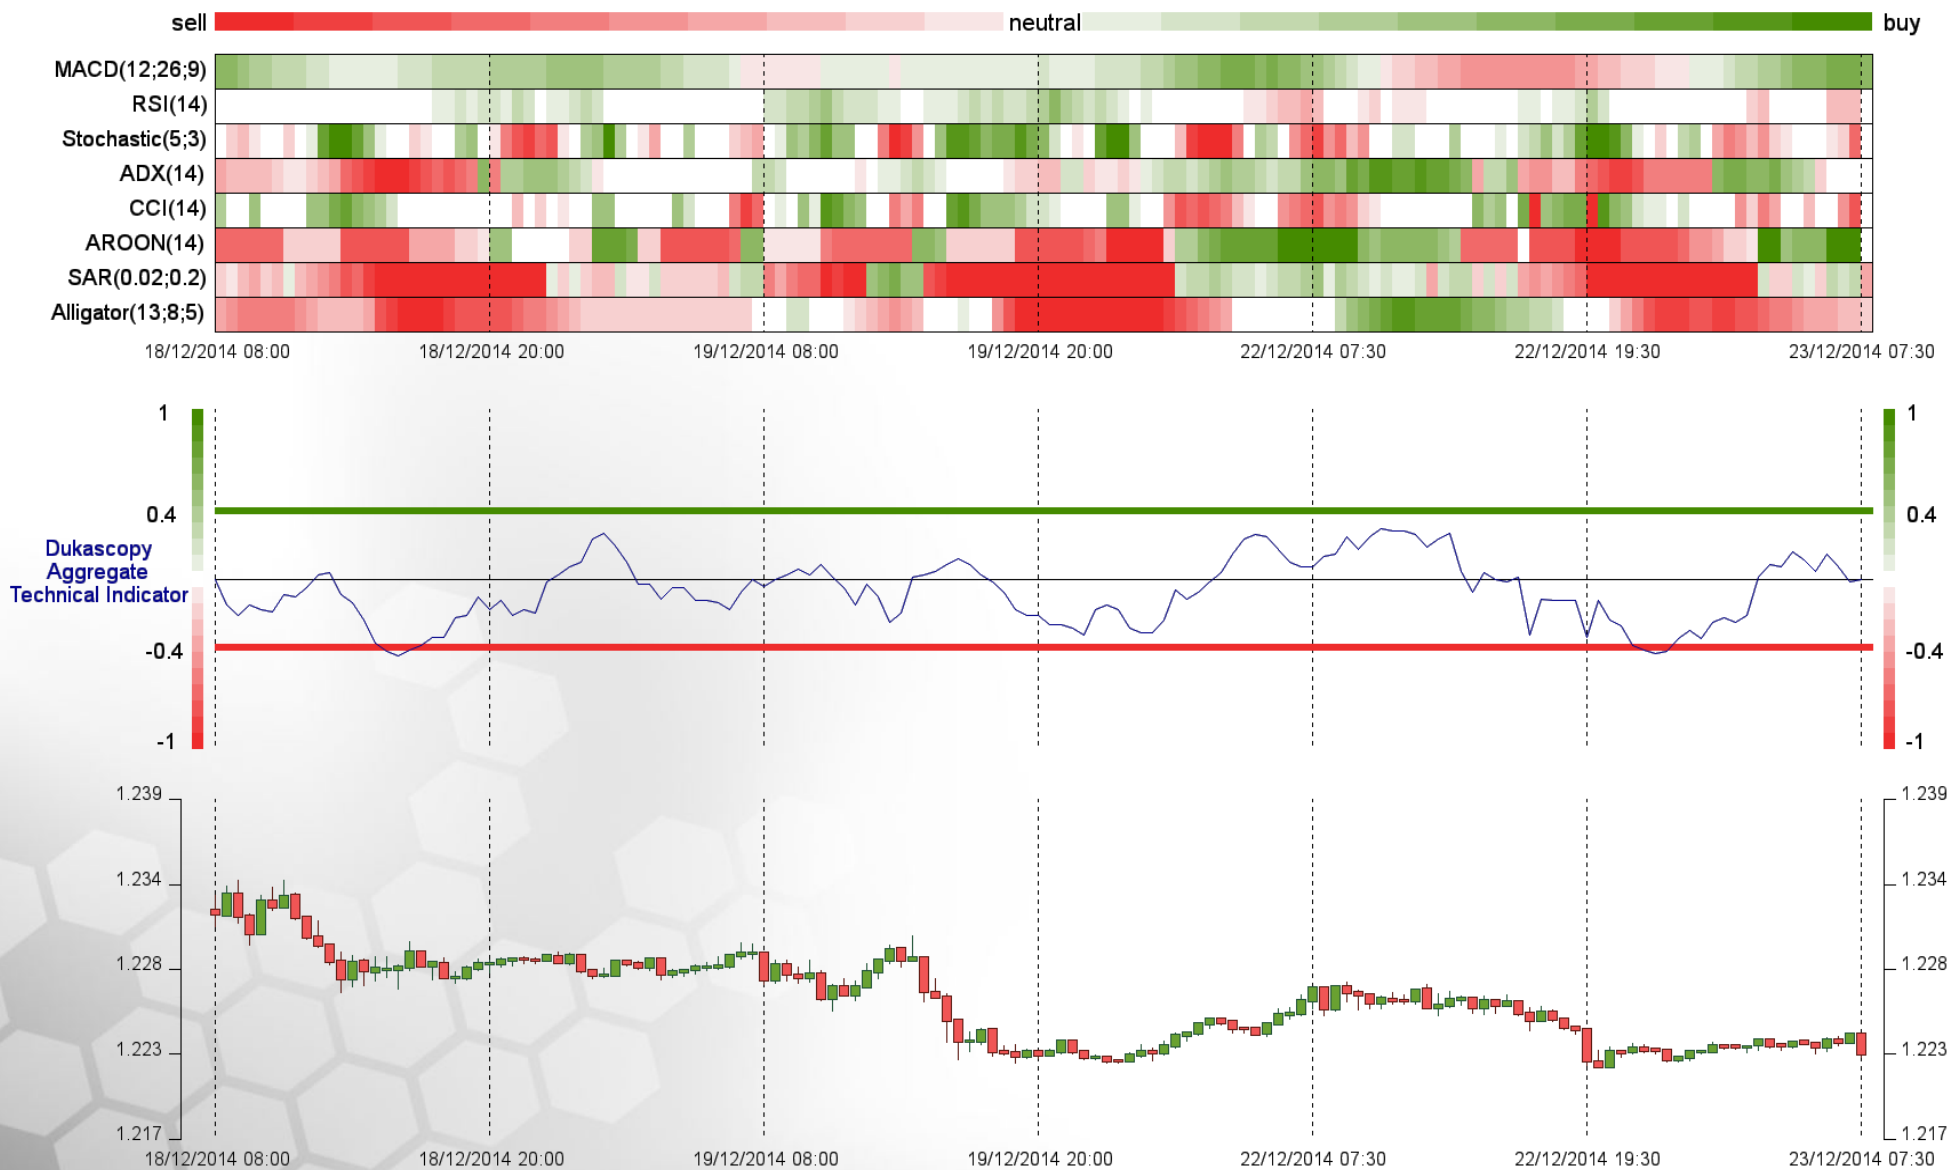 sell neutral buy
MACD(12;26;9)
RSI(14)
Stochastic(5;3)
ADX(14)
CCI(14)
AROON(14)
SAR(0.02;0.2)
Alligator(13;8;5)
18/12/2014 08:00 18/12/2014 20:00 19/12/2014 08:00 19/12/2014 20:00 22/12/2014 07:30 22/12/2014 19:30 23/12/2014 07:30
1 1
0.4 0.4
Dukascopy
Aggregate
Technical Indicator
-0.4 -0.4
-1 -1
1.239 1.239
1.234 1.234
1.228 1.228
1.223 1.223
1.217 1.217
18/12/2014 08:00 18/12/2014 20:00 19/12/2014 08:00 19/12/2014 20:00 22/12/2014 07:30 22/12/2014 19:30 23/12/2014 07:30